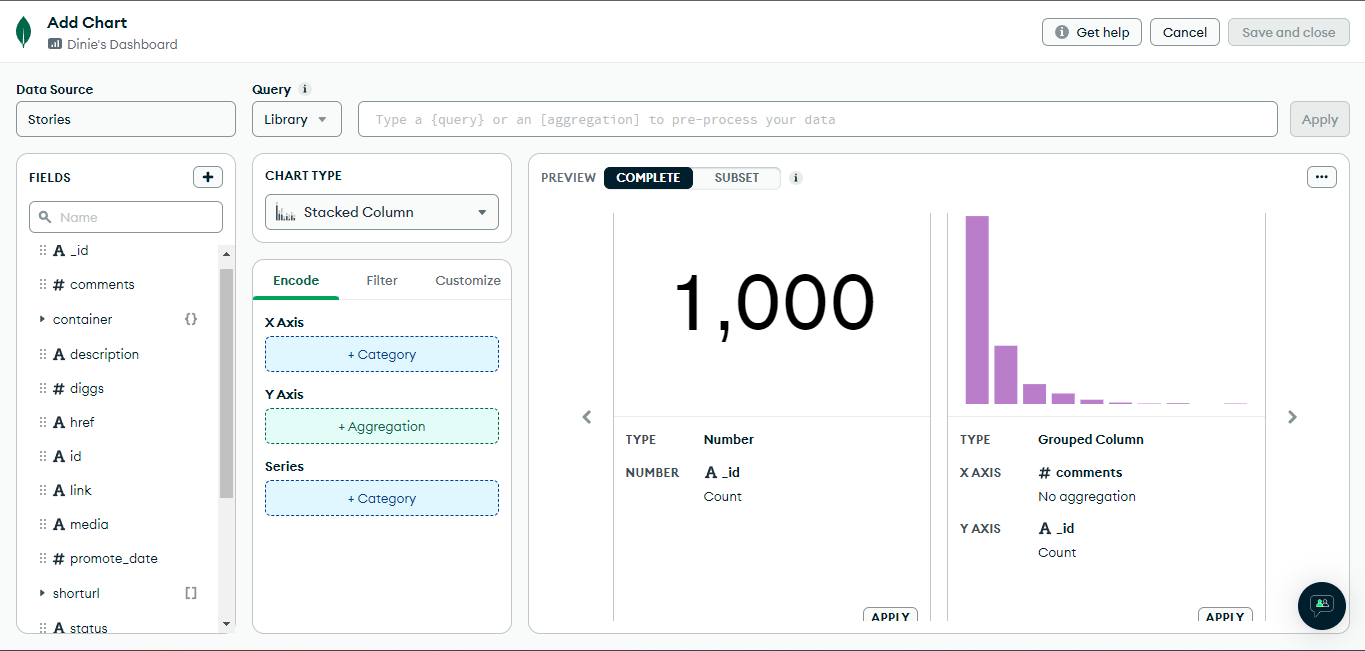 Add Chart
Dinie's Dashboard
Get help
Cancel
Save and close
Data Source
Query
Stories
Library
Type a {query} or an [aggregation] to pre-process your data
Apply
FIELDS
+
Name
A _id
# comments
container {}
A description
# diggs
A href
A id
A link
A media
# promote_date
shorturl []
A status
CHART TYPE
Stacked Column
Encode
Filter
Customize
X Axis
+ Category
Y Axis
+ Aggregation
Series
+ Category
PREVIEW
COMPLETE
SUBSET
1,000
TYPE Number
NUMBER A _id
Count
APPLY
TYPE Grouped Column
X AXIS # comments
No aggregation
Y AXIS A _id
Count
APPLY